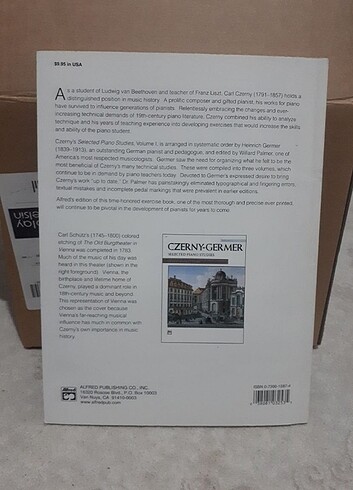 $9.95 in USA
As a student of Ludwig van Beethoven and teacher of Franz Liszt, Carl Czerny (1791-1857) holds a
distinguished position in music history. A prolific composer and gifted pianist, his works for piano
have survived to influence generations of pianists. Relentlessly embracing the changes and ever-
increasing technical demands of 19th-century piano literature, Czerny combined his ability to analyze
technique and his years of teaching experience into developing exercises that would increase the skills
and ability of the piano student.
Czerny's Selected Piano Studies, Volume I, is arranged in systematic order by Heinrich Germer
(1839-1913), an outstanding German pianist and pedagogue, and edited by Willard Palmer, one of
America's most respected musicologists. Germer saw the need for organizing what he felt to be the
most beneficial of Czerny's many technical studies. These were compiled into three volumes, which
continue to be in demand by piano teachers today. Devoted to Germer's expressed desire to bring
Czerny's work "up to date," Dr. Palmer has painstakingly eliminated typographical and fingering errors,
textual mistakes and incomplete pedal markings that were prevalent in earlier editions.
Alfred's edition of this time-honored exercise book, one of the most thorough and precise ever printed,
will continue to be pivotal in the development of pianists for years to come.
Carl Schutz's (1745-1800) colored
etching of The Old Burgtheater in
Vienna was completed in 1783.
Much of the music of his day was
heard in this theater (shown in the
right foreground). Vienna, the
birthplace and lifetime home of
Czerny, played a dominant role in
18th-century music and beyond.
This representation of Vienna
was chosen as the cover because
Vienna's far-reaching musical
influence has much in common with
Czerny's own importance in music
history.
CZERNY-GERMER
SELECTED PIANO STUDIES
ALFRED PUBLISHING CO., INC.
16320 Roscoe Blvd., P.O. Box 10003
Van Nuys, CA 91410-0003
www.alfredpub.com